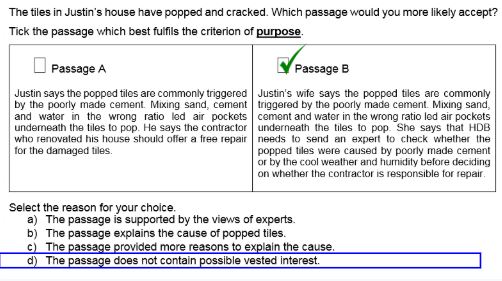 The tiles in Justin's house have popped and cracked. Which passage would you more likely accept?
Tick the passage which best fulfils the criterion of purpose.
Passage A
Justin says the popped tiles are commonly triggered
by the poorly made cement. Mixing sand, cement
and water in the wrong ratio led air pockets
underneath the tiles to pop. He says the contractor
who renovated his house should offer a free repair
for the damaged tiles.
Passage B
Justin's wife says the popped tiles are commonly
triggered by the poorly made cement. Mixing sand,
cement and water in the wrong ratio led air pockets
underneath the tiles to pop. She says that HDB
needs to send an expert to check whether the
popped tiles were caused by poorly made cement
or by the cool weather and humidity before deciding
on whether the contractor is responsible for repair.
Select the reason for your choice.
a) The passage is supported by the views of experts.
b) The passage explains the cause of popped tiles.
c) The passage provided more reasons to explain the cause.
d) The passage does not contain possible vested interest.